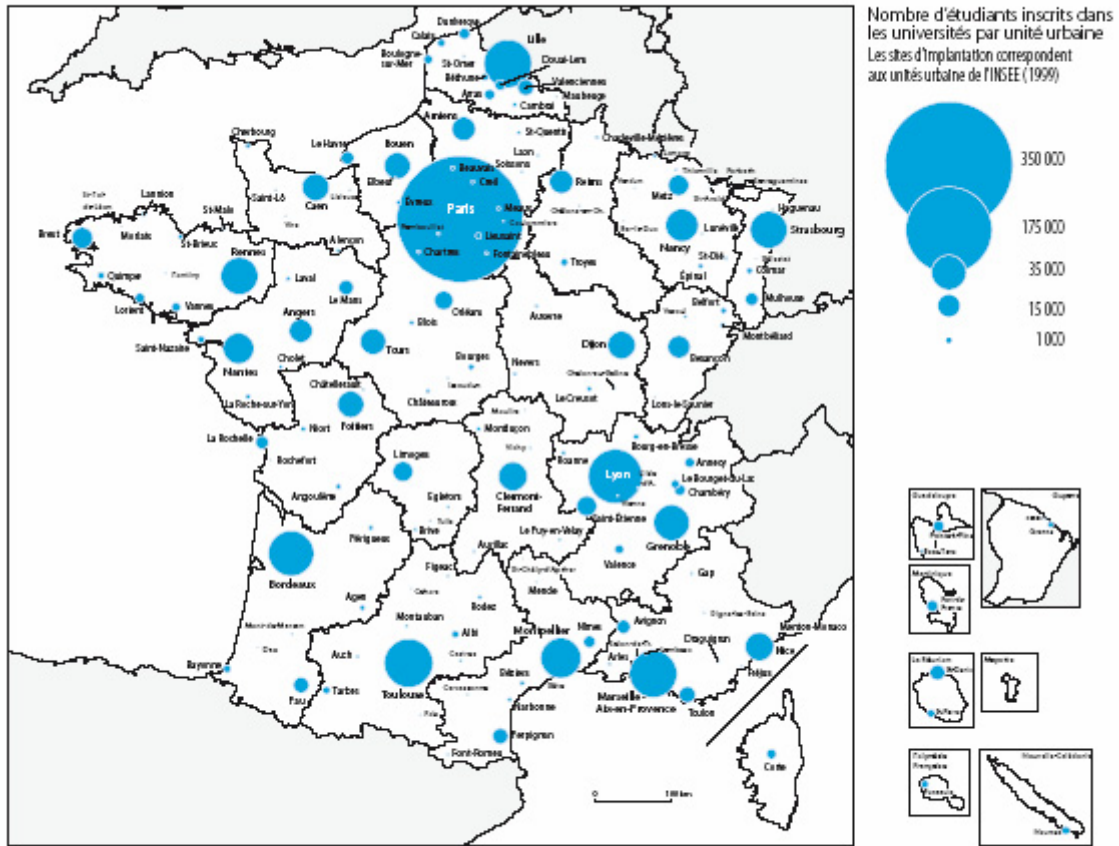 Nombre d'étudiants inscrits dans
les universités par unité urbaine
Les sites d'implantation correspondent
aux unités urbaine de l'INSEE (1999)
350 000
175 000
35 000
15 000
1 000
Dunkerque
Calais
Lille
Boulogne-
sur-Mer
St-Omer
Douai-Lens
Béthune
Valenciennes
Arras
Maubeuge
Cambrai
Amiens
St-Quentin
Charleville-Mézières
Cherbourg
Le Havre
Rouen
Laon
Soissons
Beauvais
Elbeuf
Creil
Reims
Metz
Saint-Lô
Caen
Évreux
Paris
Meaux
Haguenau
Lannion
St-Malo
Nancy
Lunéville
Strasbourg
Brest
Morlaix
St-Brieuc
Lieusaint
Chartres
Fontainebleau
Alençon
Troyes
St-Dié
Épinal
Colmar
Rennes
Quimper
Laval
Le Mans
Mulhouse
Lorient
Vannes
Orléans
Auxerre
Belfort
Angers
Blois
Montbéliard
Saint-Nazaire
Nantes
Cholet
Tours
Bourges
Nevers
Dijon
Besançon
Châtellerault
Châteauroux
Le Creusot
La Roche-sur-Yon
Lons-le-Saunier
Poitiers
Niort
Montluçon
La Rochelle
Bourg-en-Bresse
Rochefort
Limoges
Roanne
Annecy
Lyon
Le Bourget-du-Lac
Chambéry
Angoulême
Égletons
Clermont-
Ferrand
Saint-Étienne
Périgueux
Brive
Le Puy-en-Velay
Grenoble
Aurillac
Valence
Bordeaux
Figeac
Gap
Mende
Agen
Rodez
Montauban
Digne-les-Bains
Menton-Monaco
Albi
Montpellier
Nîmes
Avignon
Draguignan
Auch
Arles
Nice
Bayonne
Toulouse
Béziers
Fréjus
Pau
Tarbes
Narbonne
Marseille
Aix-en-Provence
Toulon
Perpignan
Font-Romeu
Corte
0
100 km
Guadeloupe
Guyane
Martinique
La Réunion
Mayotte
St-Denis
Polynésie
Française
Nouvelle-Calédonie
Nouméa